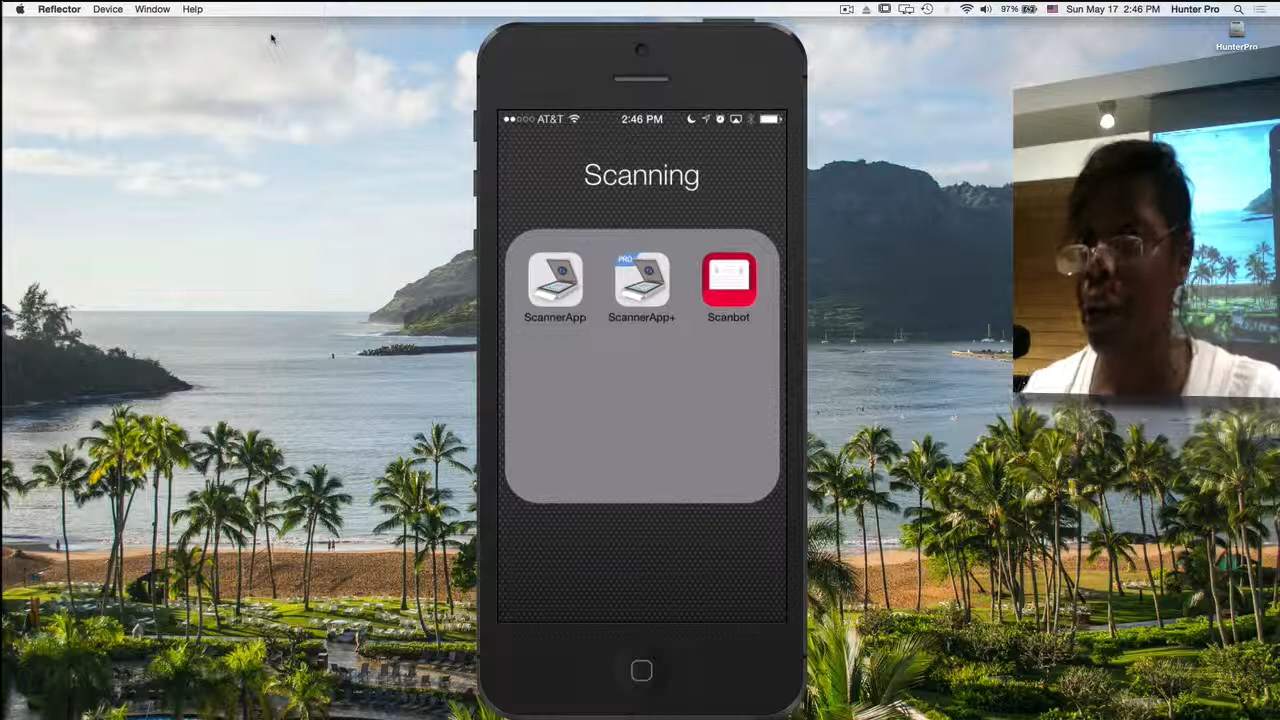 Reflector Device Window Help 97% Sun May 17 2:46 PM Hunter Pro
HunterPro
AT&T 2:46 PM
Scanning
PRO
ScannerApp ScannerApp+ Scanbot